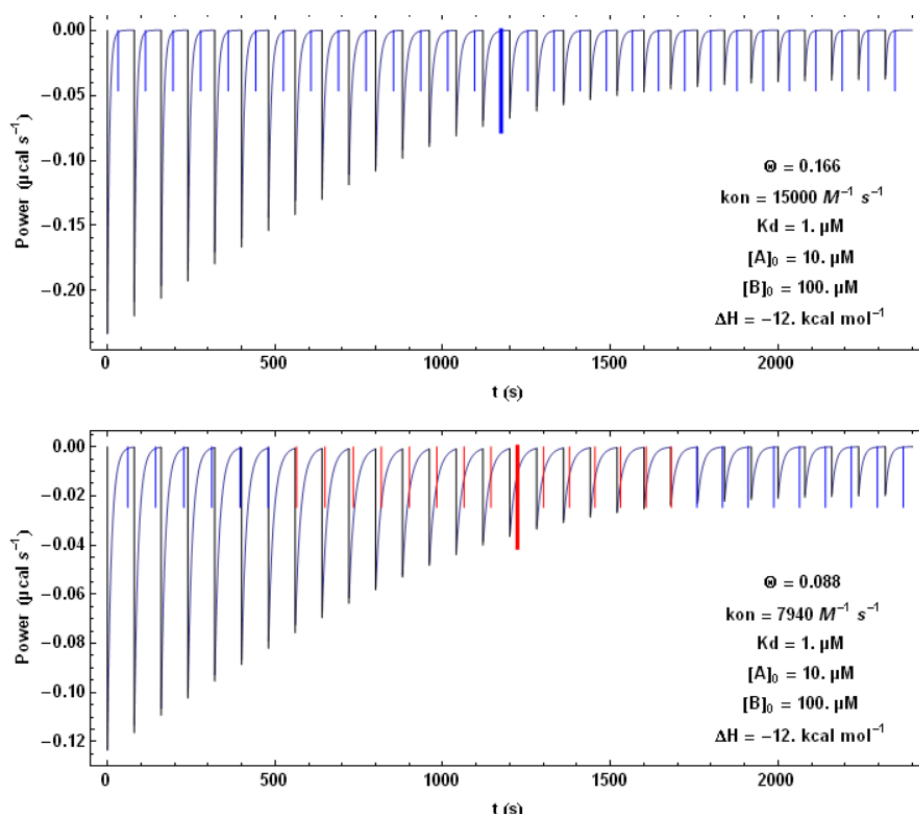 0.00
−0.05
−0.10
−0.15
−0.20
Power (μcal s⁻¹)
Θ = 0.166
kon = 15000 M⁻¹ s⁻¹
Kd = 1. μM
[A]₀ = 10. μM
[B]₀ = 100. μM
ΔH = −12. kcal mol⁻¹
0 500 1000 1500 2000
t (s)
0.00
−0.02
−0.04
−0.06
−0.08
−0.10
−0.12
Power (μcal s⁻¹)
Θ = 0.088
kon = 7940 M⁻¹ s⁻¹
Kd = 1. μM
[A]₀ = 10. μM
[B]₀ = 100. μM
ΔH = −12. kcal mol⁻¹
0 500 1000 1500 2000
t (s)